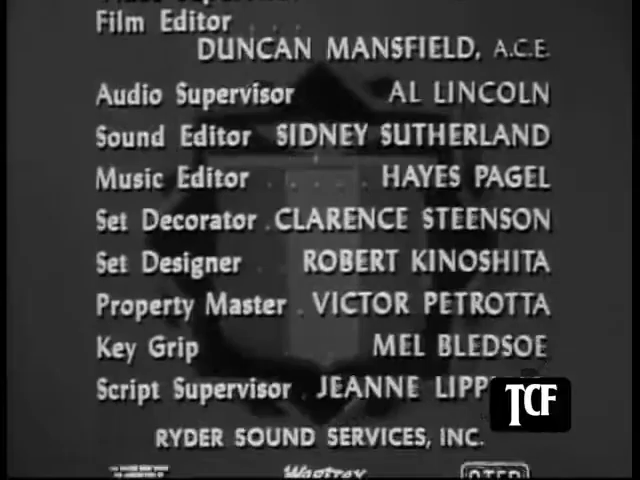 Film Editor
DUNCAN MANSFIELD, A.C.E.
Audio Supervisor AL LINCOLN
Sound Editor SIDNEY SUTHERLAND
Music Editor . . . . . HAYES PAGEL
Set Decorator . CLARENCE STEENSON
Set Designer ROBERT KINOSHITA
Property Master . VICTOR PETROTTA
Key Grip MEL BLEDSOE
Script Supervisor . JEANNE
TCF
RYDER SOUND SERVICES, INC.